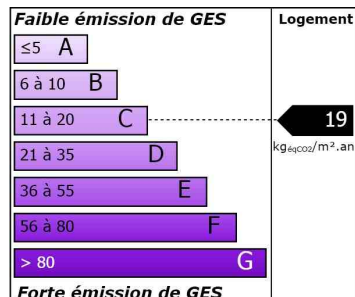 Faible émission de GES
Logement
≤5 A
6 à 10 B
11 à 20 C
19
kgéqCO2/m².an
21 à 35 D
36 à 55 E
56 à 80 F
> 80 G
Forte émission de GES